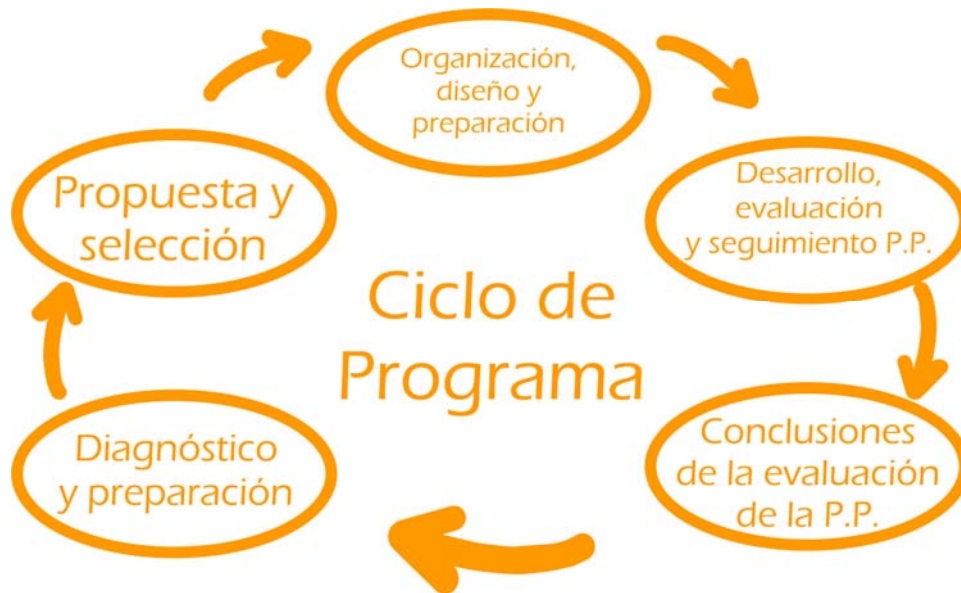 Organización,
diseño y
preparación
Propuesta y
selección
Desarrollo,
evaluación
y seguimiento P.P.
Ciclo de
Programa
Diagnóstico
y preparación
Conclusiones
de la evaluación
de la P.P.